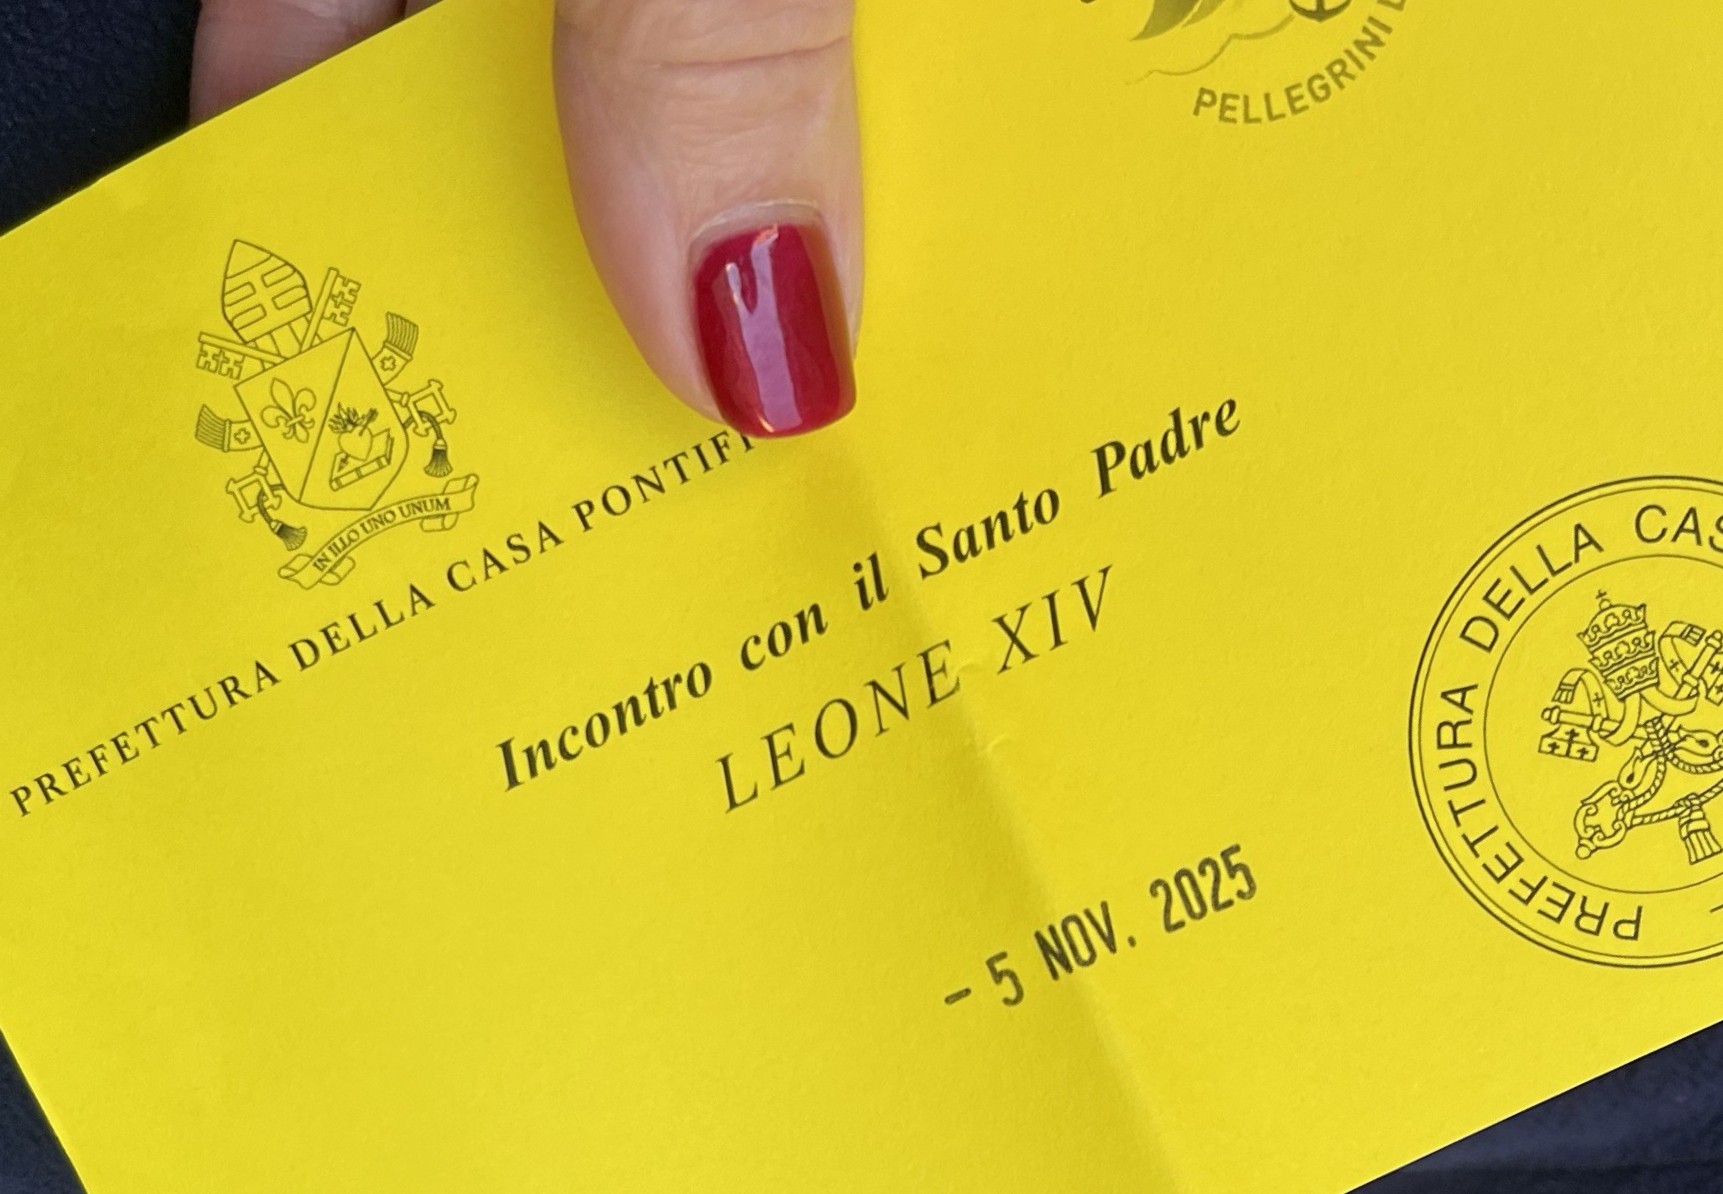 PELLEGRINI
IN ILLO UNO UNUM
PREFETTURA DELLA CASA PONTIFI
Incontro con il Santo Padre
LEONE XIV
- 5 NOV. 2025
PREFETTURA DELLA CAS